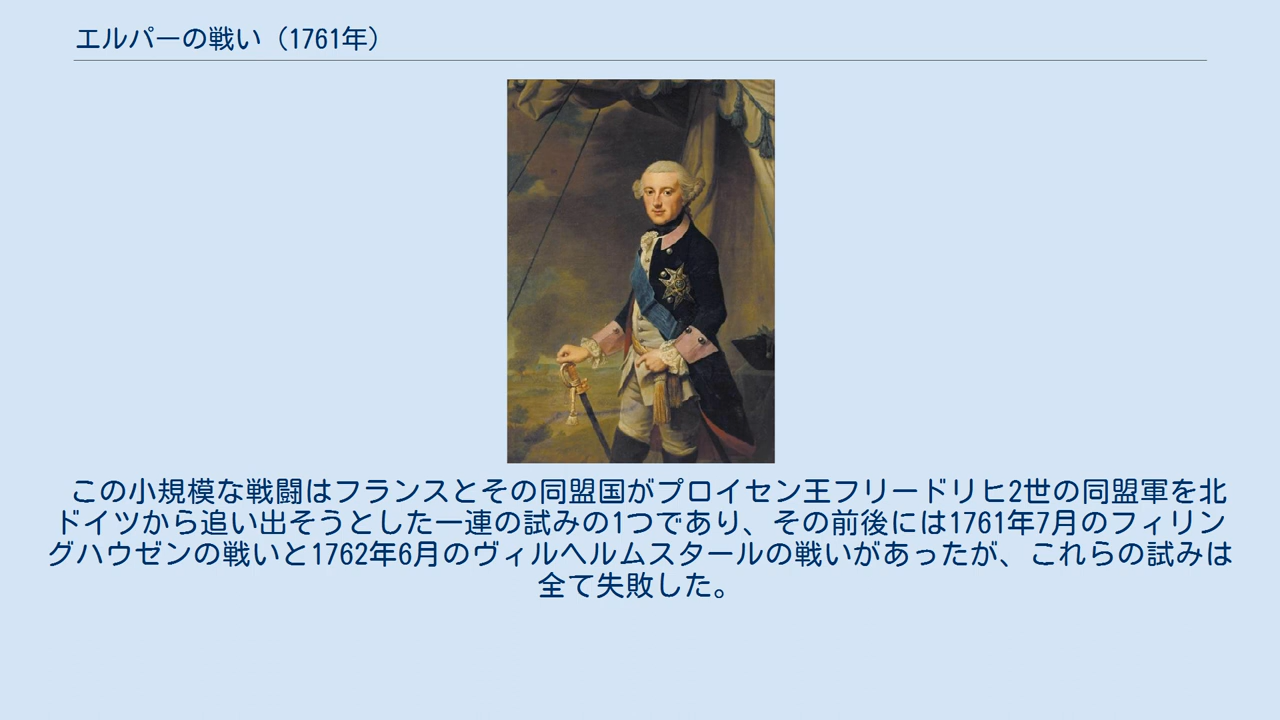 エルパーの戦い（1761年）
この小規模な戦闘はフランスとその同盟国がプロイセン王フリードリヒ2世の同盟軍を北
ドイツから追い出そうとした一連の試みの1つであり、その前後には1761年7月のフィリン
グハウゼンの戦いと1762年6月のヴィルヘルムスタールの戦いがあったが、これらの試みは
全て失敗した。